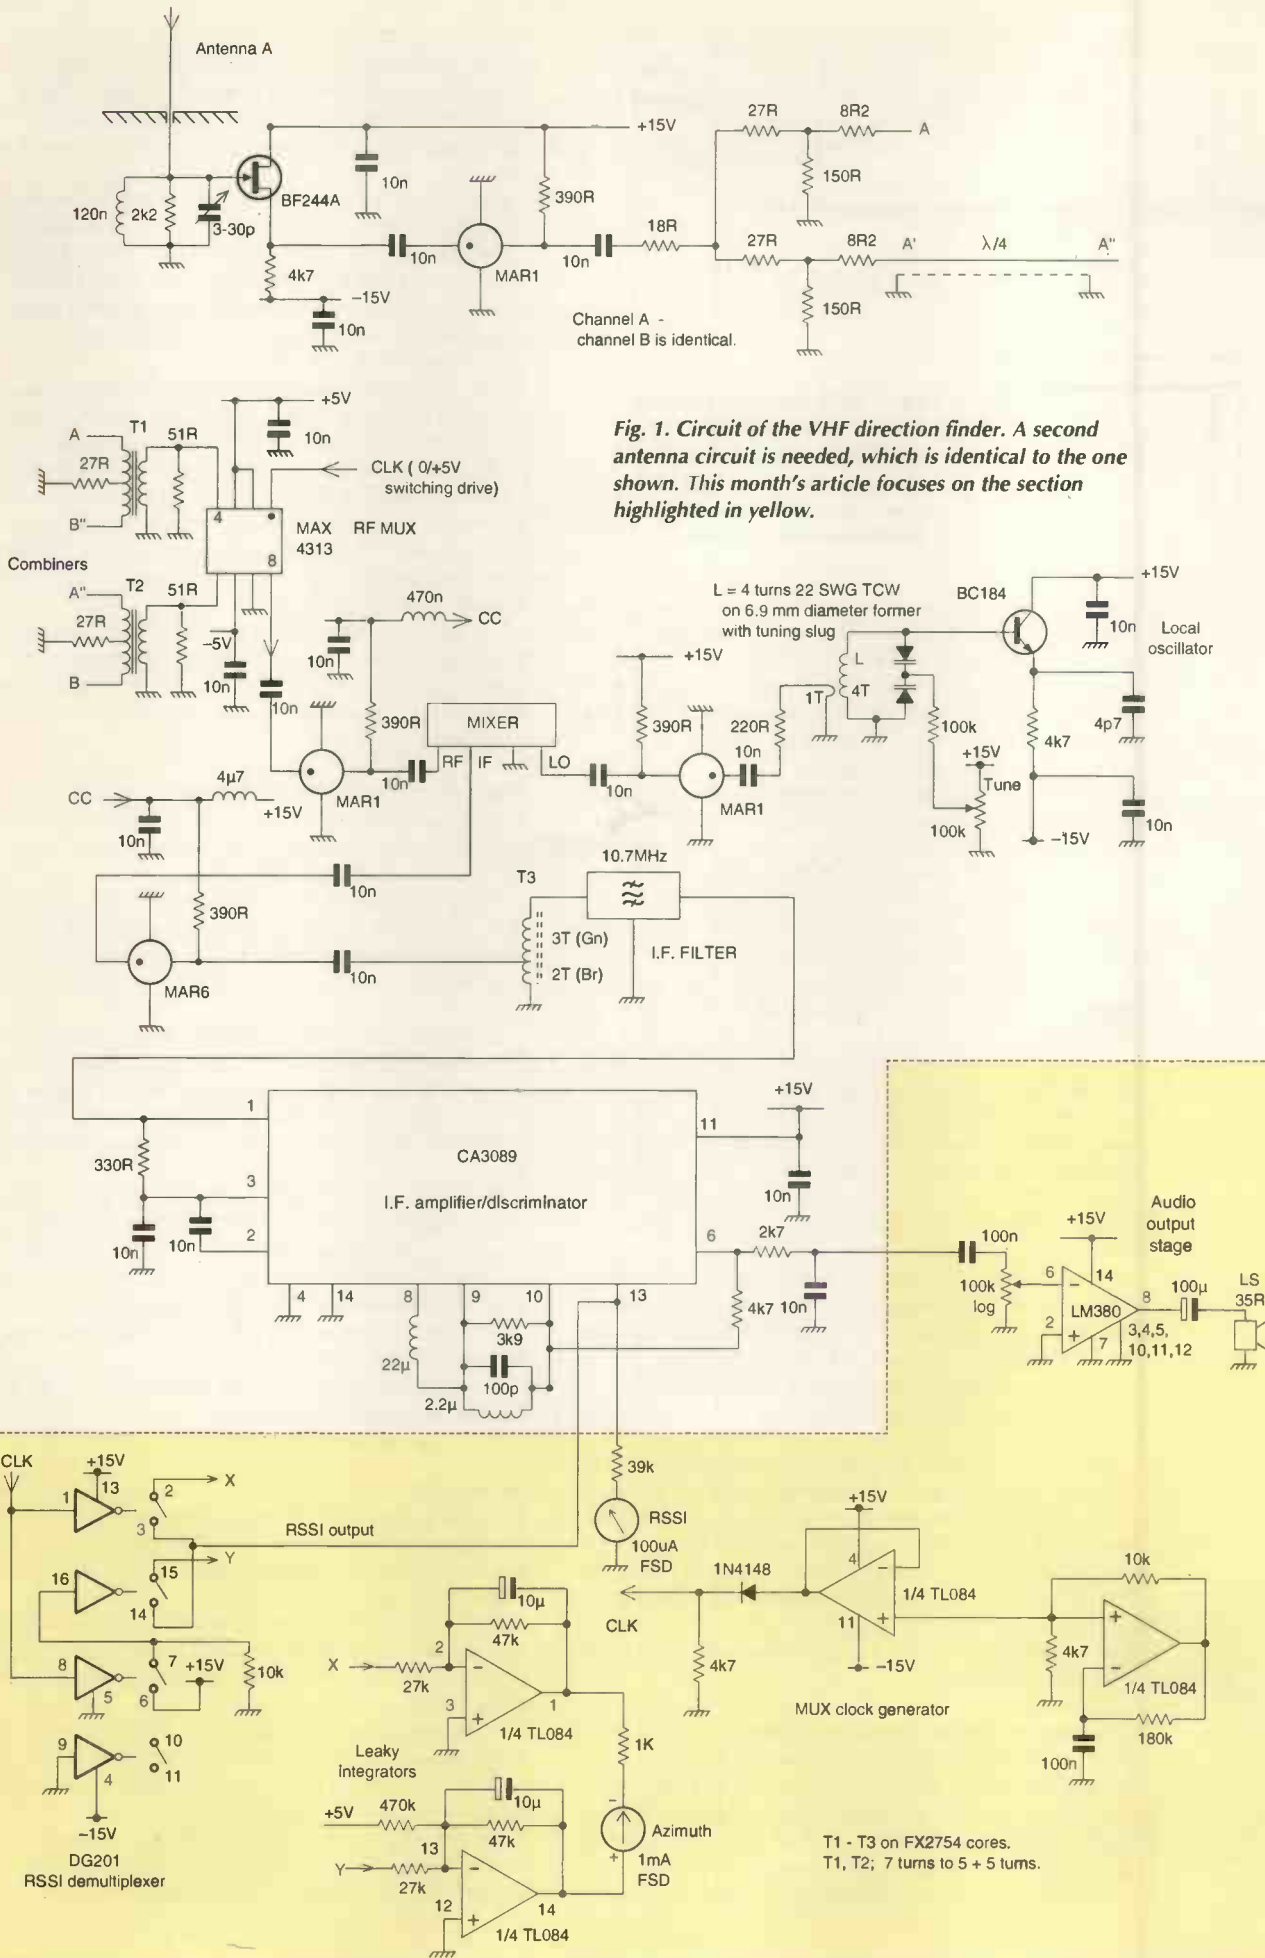 Antenna A
+15V
27R
8R2
A
BF244A
10n
390R
150R
120n
2k2
3-30p
18R
27R
8R2
A'
λ/4
A"
10n
MAR1
10n
4k7
-15V
150R
10n
Channel A -
channel B is identical.
+5V
A
T1
51R
10n
27R
CLK ( 0/+5V
switching drive)
Fig. 1. Circuit of the VHF direction finder. A second
antenna circuit is needed, which is identical to the one
shown. This month's article focuses on the section
highlighted in yellow.
B"
4
MAX
4313
RF MUX
8
Combiners
A"
T2
51R
470n
CC
L = 4 turns 22 SWG TCW
on 6.9 mm diameter former
with tuning slug
BC184
+15V
10n
Local
oscillator
27R
-5V
10n
+15V
B
10n
10n
390R
MIXER
RF
IF
LO
390R
220R
10n
1T
L
4T
100k
4k7
4p7
+15V
Tune
4µ7
CC
+15V
MAR1
10n
10n
MAR1
100k
10n
-15V
10n
10n
10.7MHz
T3
390R
3T (Gn)
I.F. FILTER
MAR6
10n
2T (Br)
+15V
1
11
CA3089
330R
3
I.F. amplifier/discriminator
10n
2
6
2k7
100n
+15V
Audio
output
stage
10n
10n
100k
log
6
-
14
8
100µ
LS
35R
4
14
8
9
10
13
4k7
10n
2
+
LM380
7
3,4,5,
10,11,12
3k9
22µ
100p
2.2µ
CLK
+15V
39k
1
13
2
X
3
RSSI output
RSSI
100uA
FSD
+15V
Y
16
15
14
1N4148
4
-
10k
10µ
1/4 TL084
CLK
11
+
47k
+
8
7
+15V
10k
2
-
X
4k7
-15V
4k7
-
5
6
27k
3
+
1
1/4 TL084
MUX clock generator
1/4 TL084
180k
9
10
11
1K
100n
4
Leaky
integrators
10µ
-
-15V
+5V
470k
47k
Azimuth
DG201
RSSI demultiplexer
13
-
+
1mA
FSD
Y
27k
12
+
14
1/4 TL084
T1 - T3 on FX2754 cores.
T1, T2; 7 turns to 5 + 5 turns.